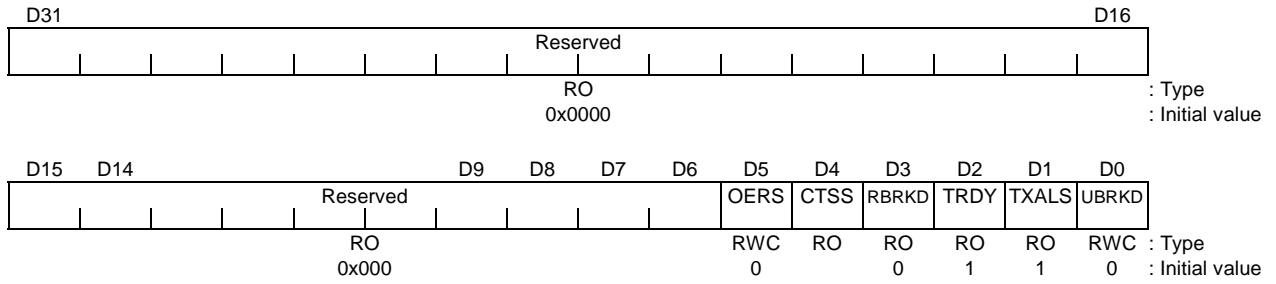 D31 D16
Reserved
RO : Type
0x0000 : Initial value
D15 D14 D9 D8 D7 D6 D5 D4 D3 D2 D1 D0
Reserved OERS CTSS RBRKD TRDY TXALS UBRKD
RO RWC RO RO RO RO RWC : Type
0x000 0 0 1 1 0 : Initial value